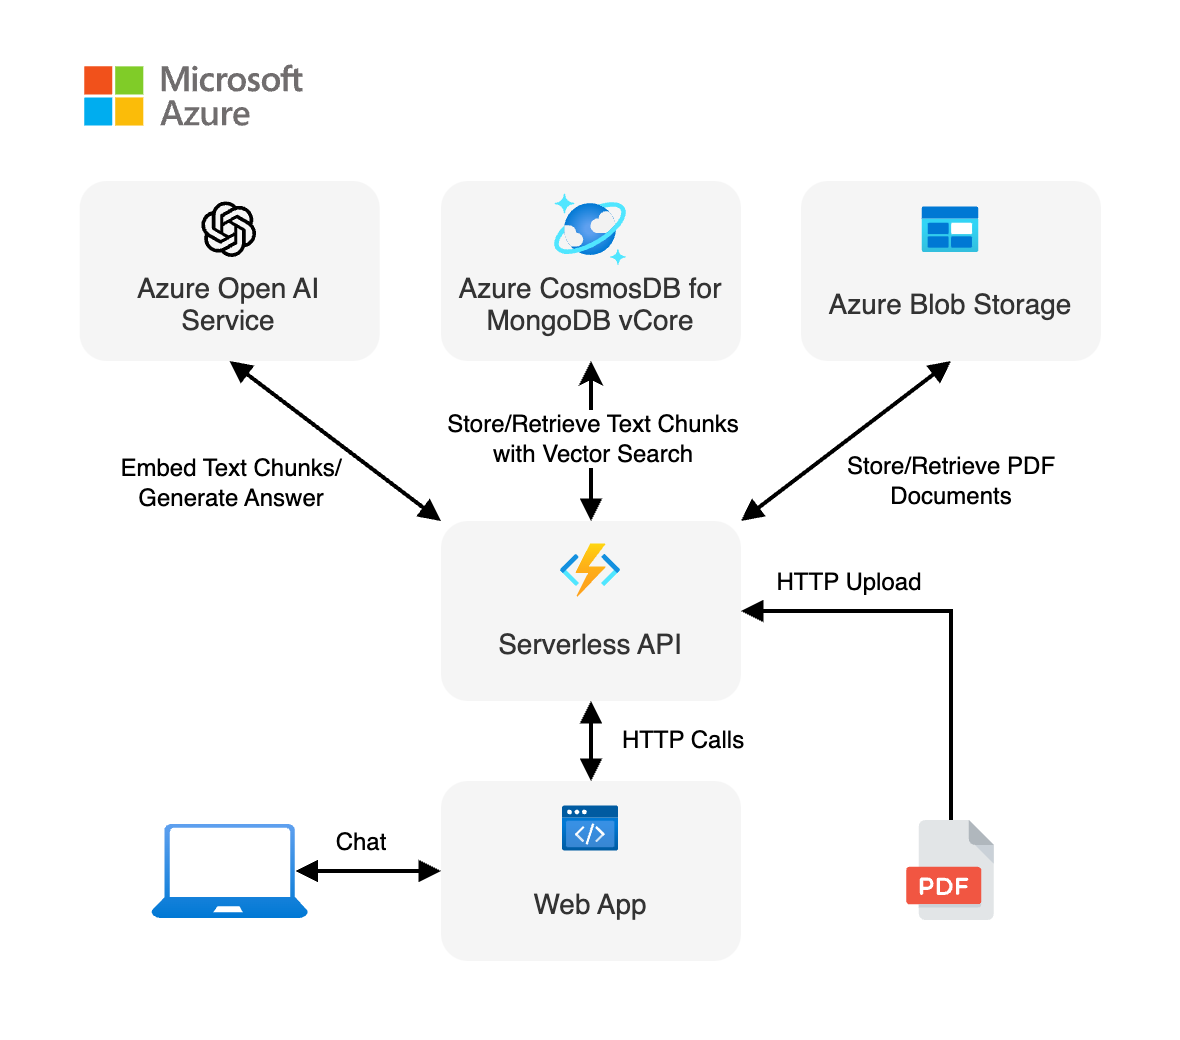 Microsoft
Azure
Azure Open AI
Service
Azure CosmosDB for
MongoDB vCore
Azure Blob Storage
Embed Text Chunks/
Generate Answer
Store/Retrieve Text Chunks
with Vector Search
Store/Retrieve PDF
Documents
Serverless API
HTTP Upload
HTTP Calls
Chat
Web App
PDF